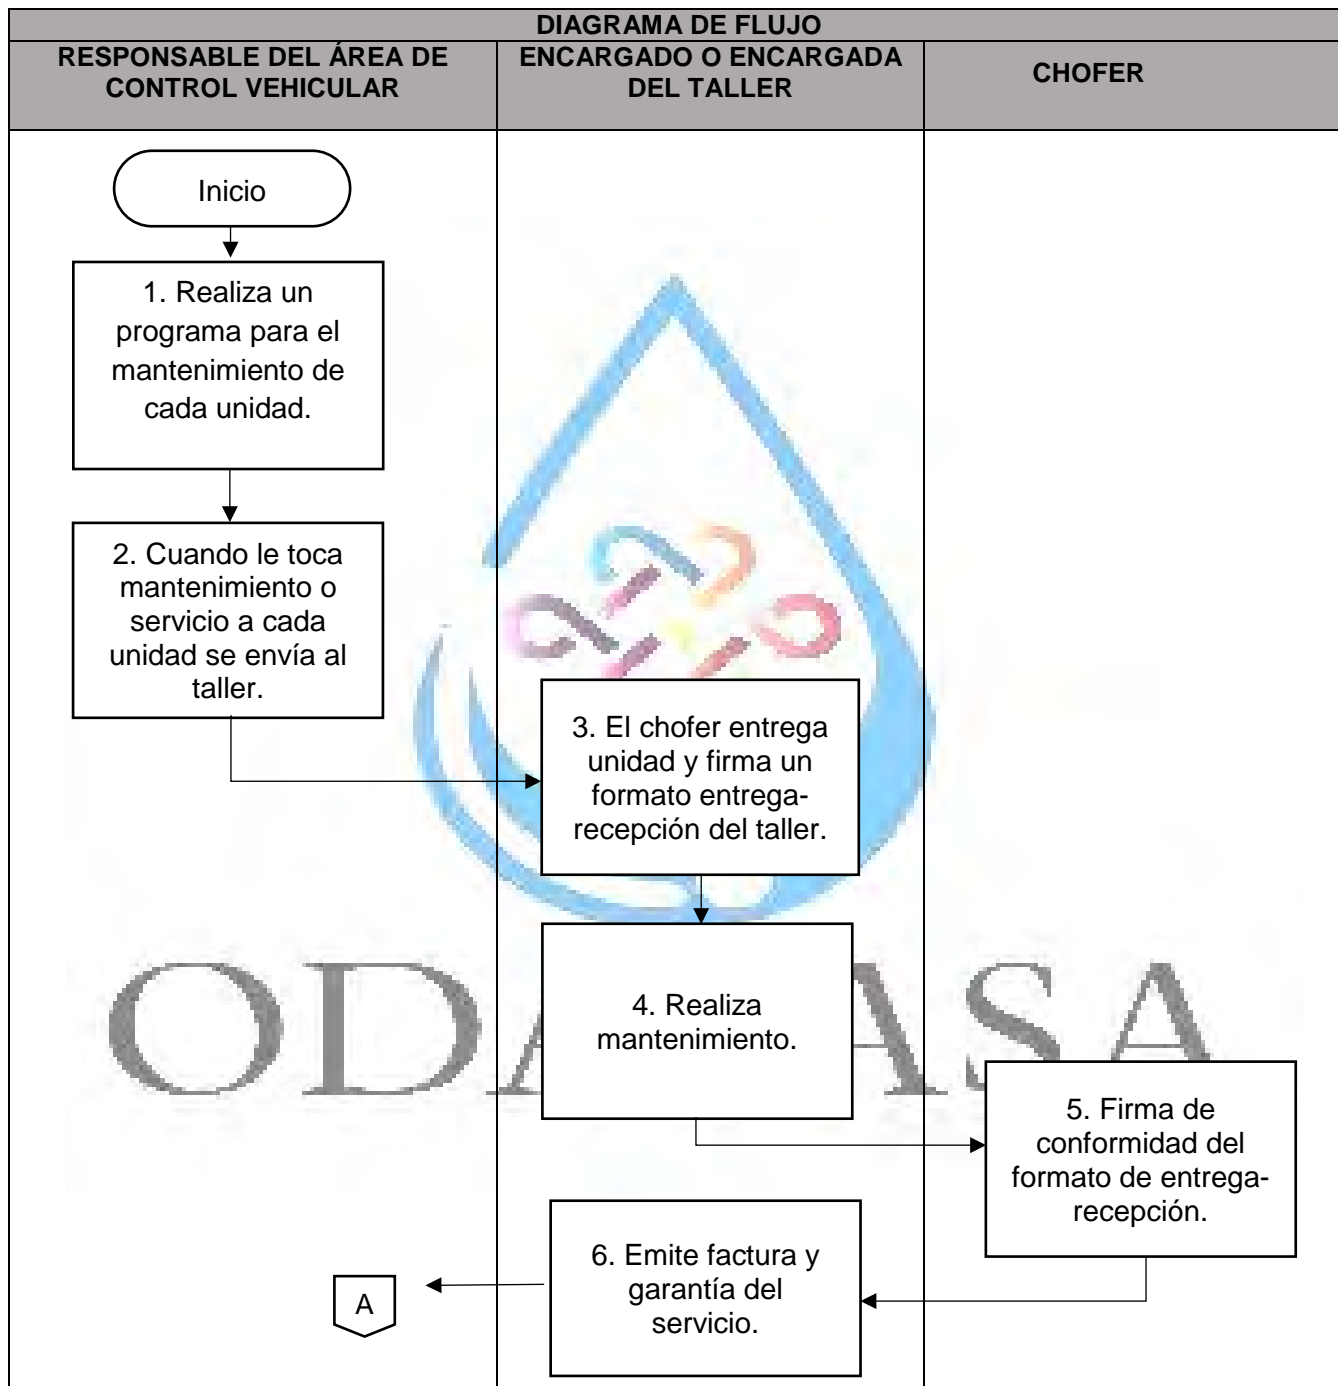 DIAGRAMA DE FLUJO
RESPONSABLE DEL ÁREA DE
CONTROL VEHICULAR
ENCARGADO O ENCARGADA
DEL TALLER
CHOFER
Inicio
1. Realiza un
programa para el
mantenimiento de
cada unidad.
2. Cuando le toca
mantenimiento o
servicio a cada
unidad se envía al
taller.
3. El chofer entrega
unidad y firma un
formato entrega-
recepción del taller.
4. Realiza
mantenimiento.
5. Firma de
conformidad del
formato de entrega-
recepción.
6. Emite factura y
garantía del
servicio.
A